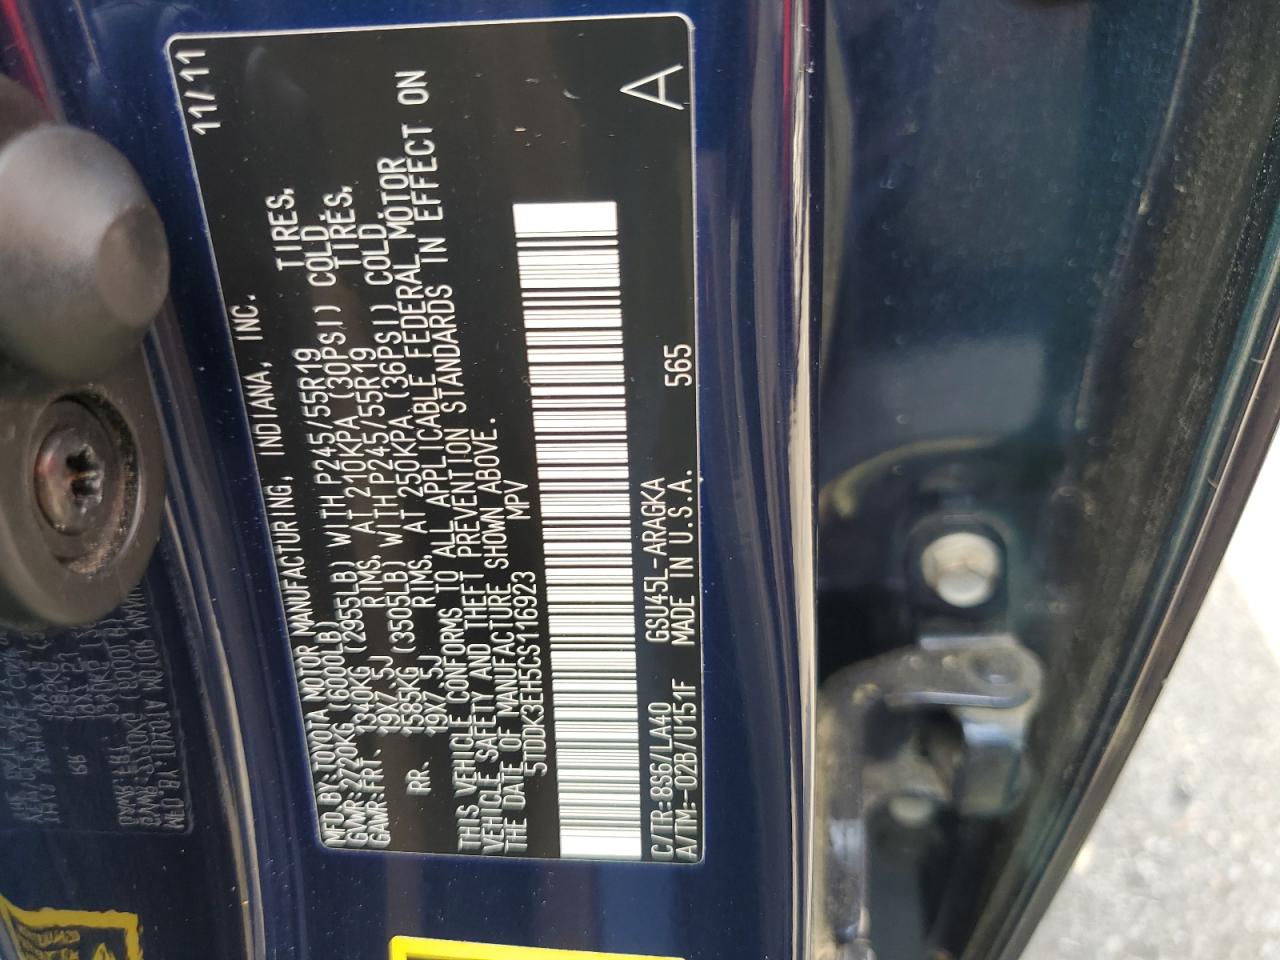 MFD.BY:TOYOTA MOTOR MANUFACTURING, INDIANA, INC. 11/11
GVWR:2720KG (6000LB)
GAWR:FRT. 1340KG (2955LB) WITH P245/55R19 TIRES.
19X7.5J RIMS. AT 210KPA (30PSI) COLD.
RR. 1585KG (3505LB) WITH P245/55R19 TIRES.
19X7.5J RIMS. AT 250KPA (36PSI) COLD.
THIS VEHICLE CONFORMS TO ALL APPLICABLE FEDERAL MOTOR
VEHICLE SAFETY AND THEFT PREVENTION STANDARDS IN EFFECT ON
THE DATE OF MANUFACTURE SHOWN ABOVE.
5TDDK3EH5CS116923 MPV
C/TR:8S6/LA40 GSU45L-ARAGKA
A/TM:-02B/U151F MADE IN U.S.A. 565 A